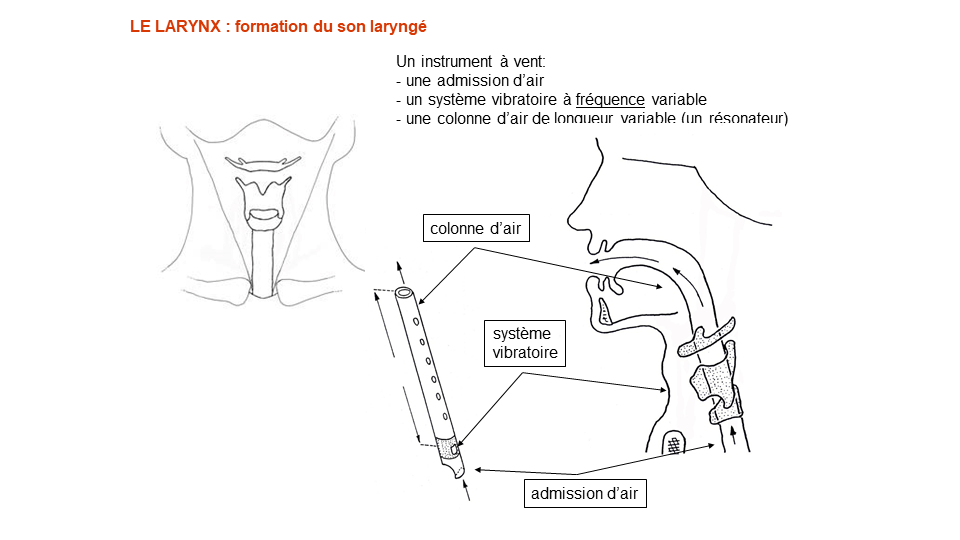 LE LARYNX : formation du son laryngé
Un instrument à vent:
- une admission d’air
- un système vibratoire à fréquence variable
- une colonne d’air de longueur variable (un résonateur)
colonne d’air
système
vibratoire
admission d’air